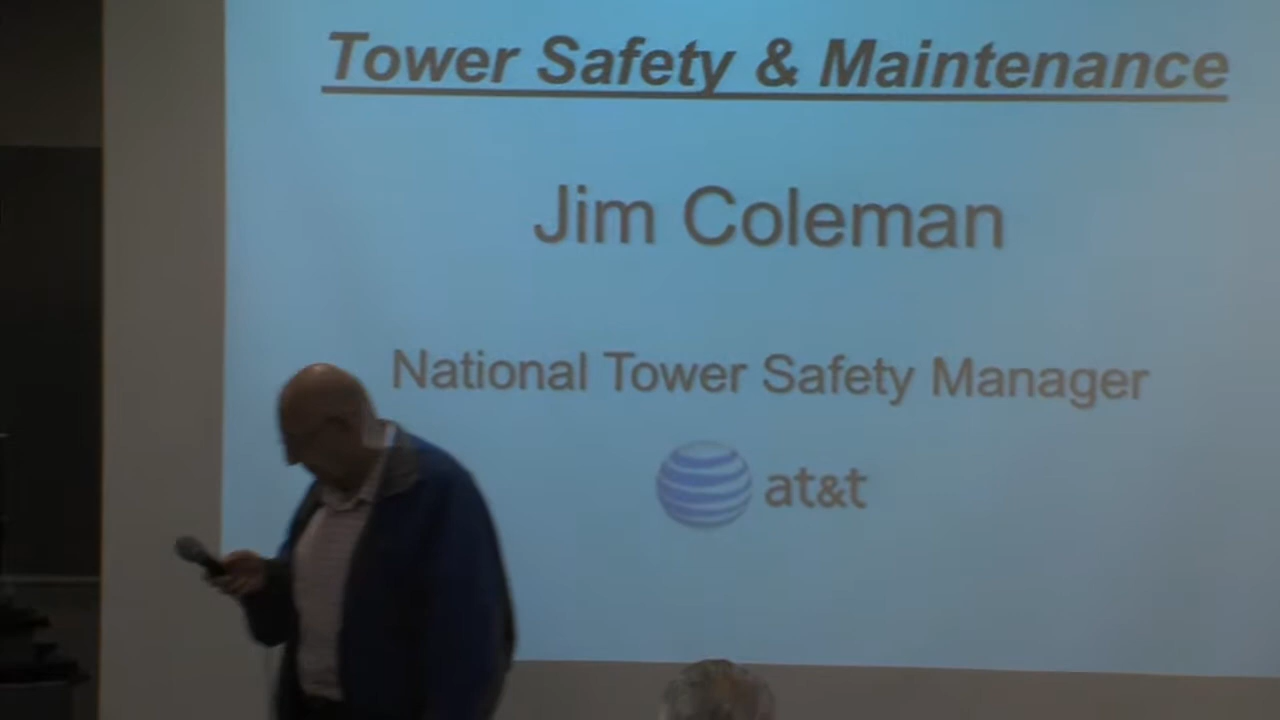 Tower Safety & Maintenance
Jim Coleman
National Tower Safety Manager
at&t